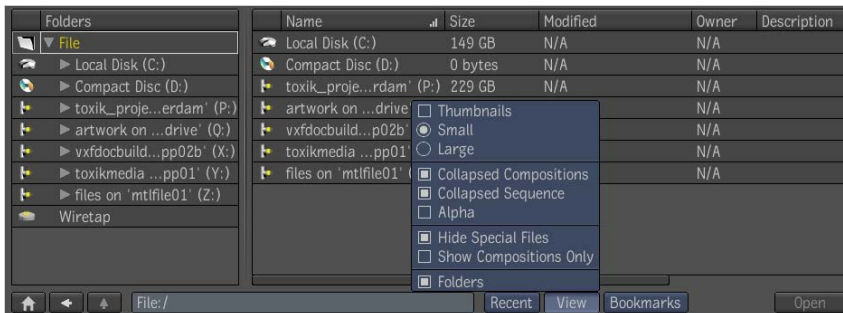 Folders
File
Local Disk (C:)
Compact Disc (D:)
toxik_proje...erdam' (P:)
artwork on ...drive' (Q:)
vxfdocbuild...pp02b' (X:)
toxikmedia ...pp01' (Y:)
files on 'mtlfile01' (Z:)
Wiretap
Name Size Modified Owner Description
Local Disk (C:) 149 GB N/A N/A
Compact Disc (D:) 0 bytes N/A N/A
toxik_proje...rdam' (P:) 229 GB N/A N/A
artwork on ...drive' N/A
vxfdocbuild...p02b' N/A
toxikmedia ...pp01' N/A
files on 'mtlfile01' ( N/A
Thumbnails
Small
Large
Collapsed Compositions
Collapsed Sequence
Alpha
Hide Special Files
Show Compositions Only
Folders
File:/ Recent View Bookmarks Open